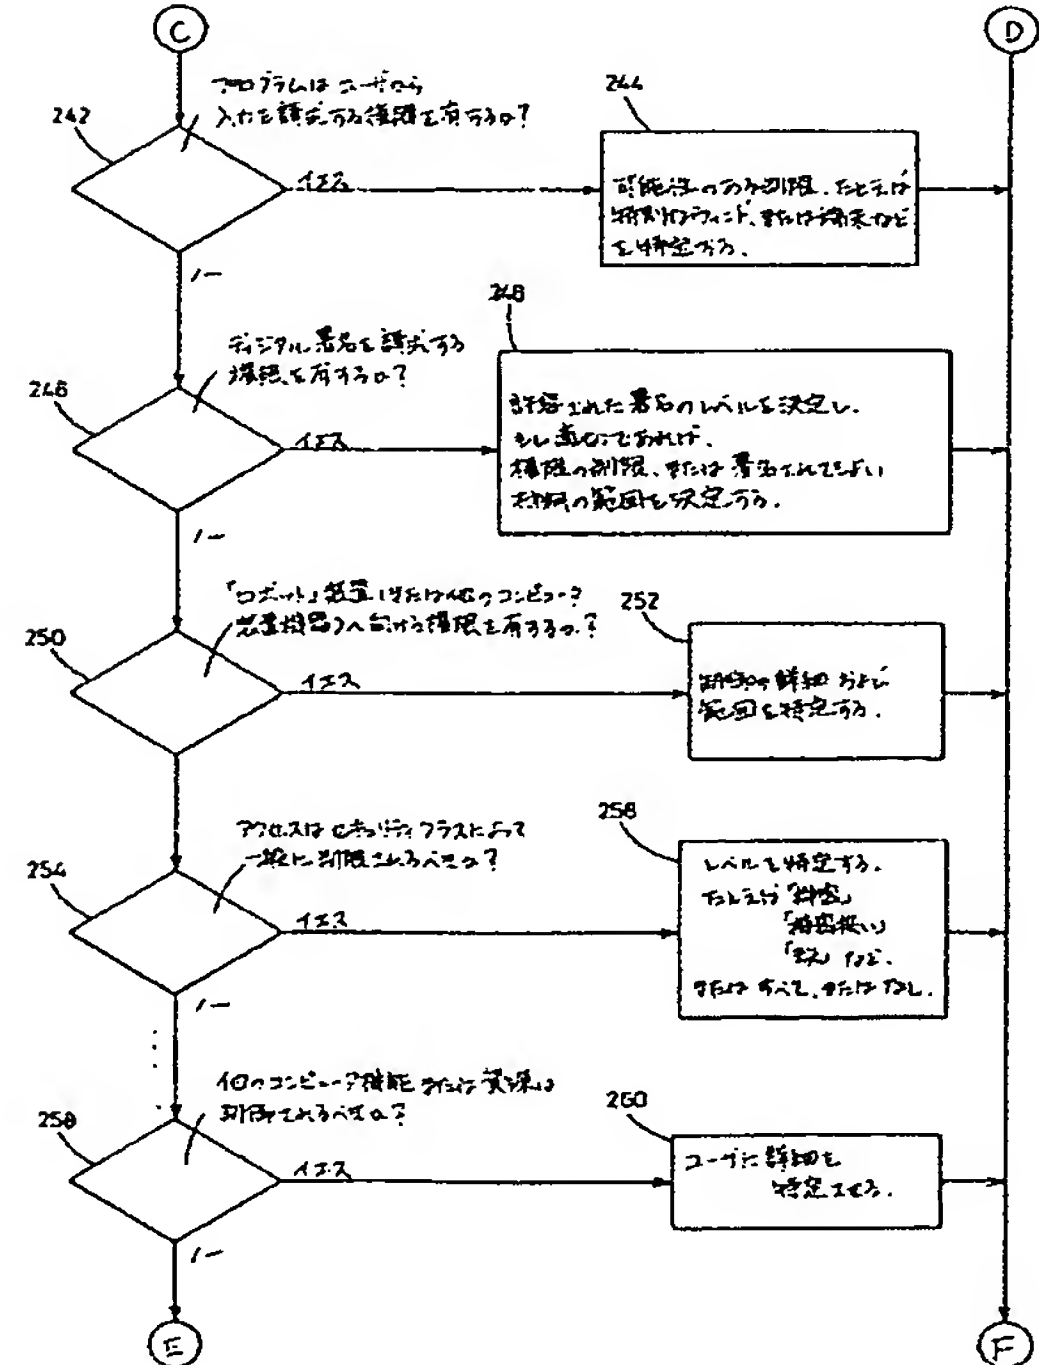 C
D
プログラムは ユーザから
入力を請求する権限を有するか?
242
イエス
244
可能性のある制限、たとえば
特別なウィンドウ、または端末など
を特定する.
ノー
ディジタル署名を請求する
権限を有するか?
246
イエス
248
許容された署名のレベルを決定し、
もし適切であれば、
権限の制限、または署名されてもよい
の範囲を決定する.
ノー
「ロボット」装置(または他のコンピュータ
装置機器)へ向ける権限を有するか?
250
イエス
252
制御の詳細 および
範囲を特定する.
アクセスは セキュリティクラスによって
一般に制限されるべきか?
254
イエス
256
レベルを特定する.
たとえば「料密」
「秘密扱い」
など.
または すべて、または なし.
ノー
他のコンピュータ機能 または 資源は
制御されるべきか?
258
イエス
260
ユーザに詳細を
特定させる.
ノー
E
F